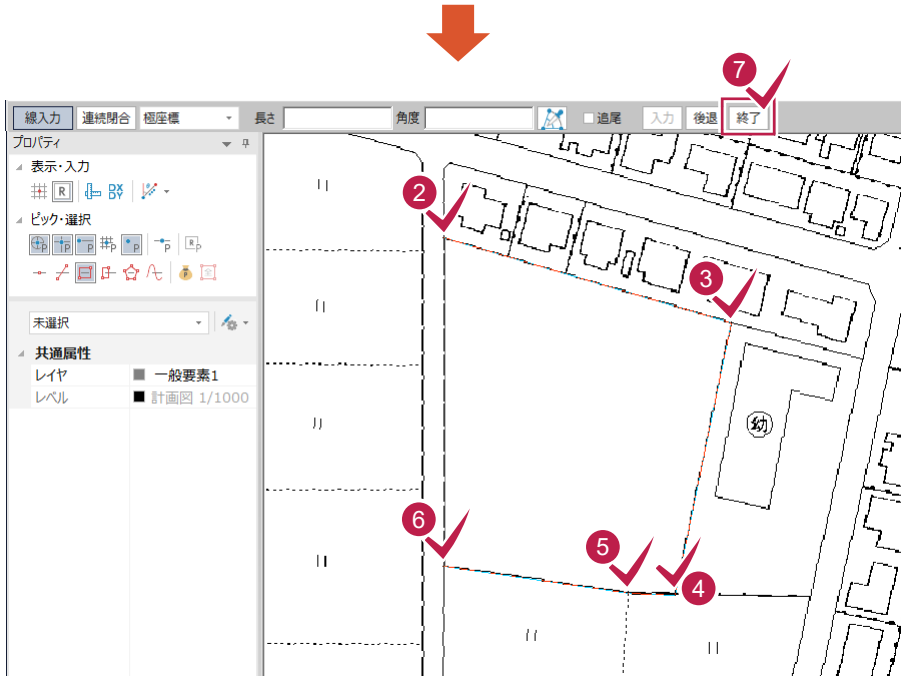 7
線入力 連続閉合 極座標 長さ 角度 追尾 入力 後退 終了
プロパティ
表示・入力
R DX DY
ピック・選択
P P P P P P R P
P 全
未選択
共通属性
レイヤ 一般要素1
レベル 計画図 1/1000
2
3
幼
6
5
4